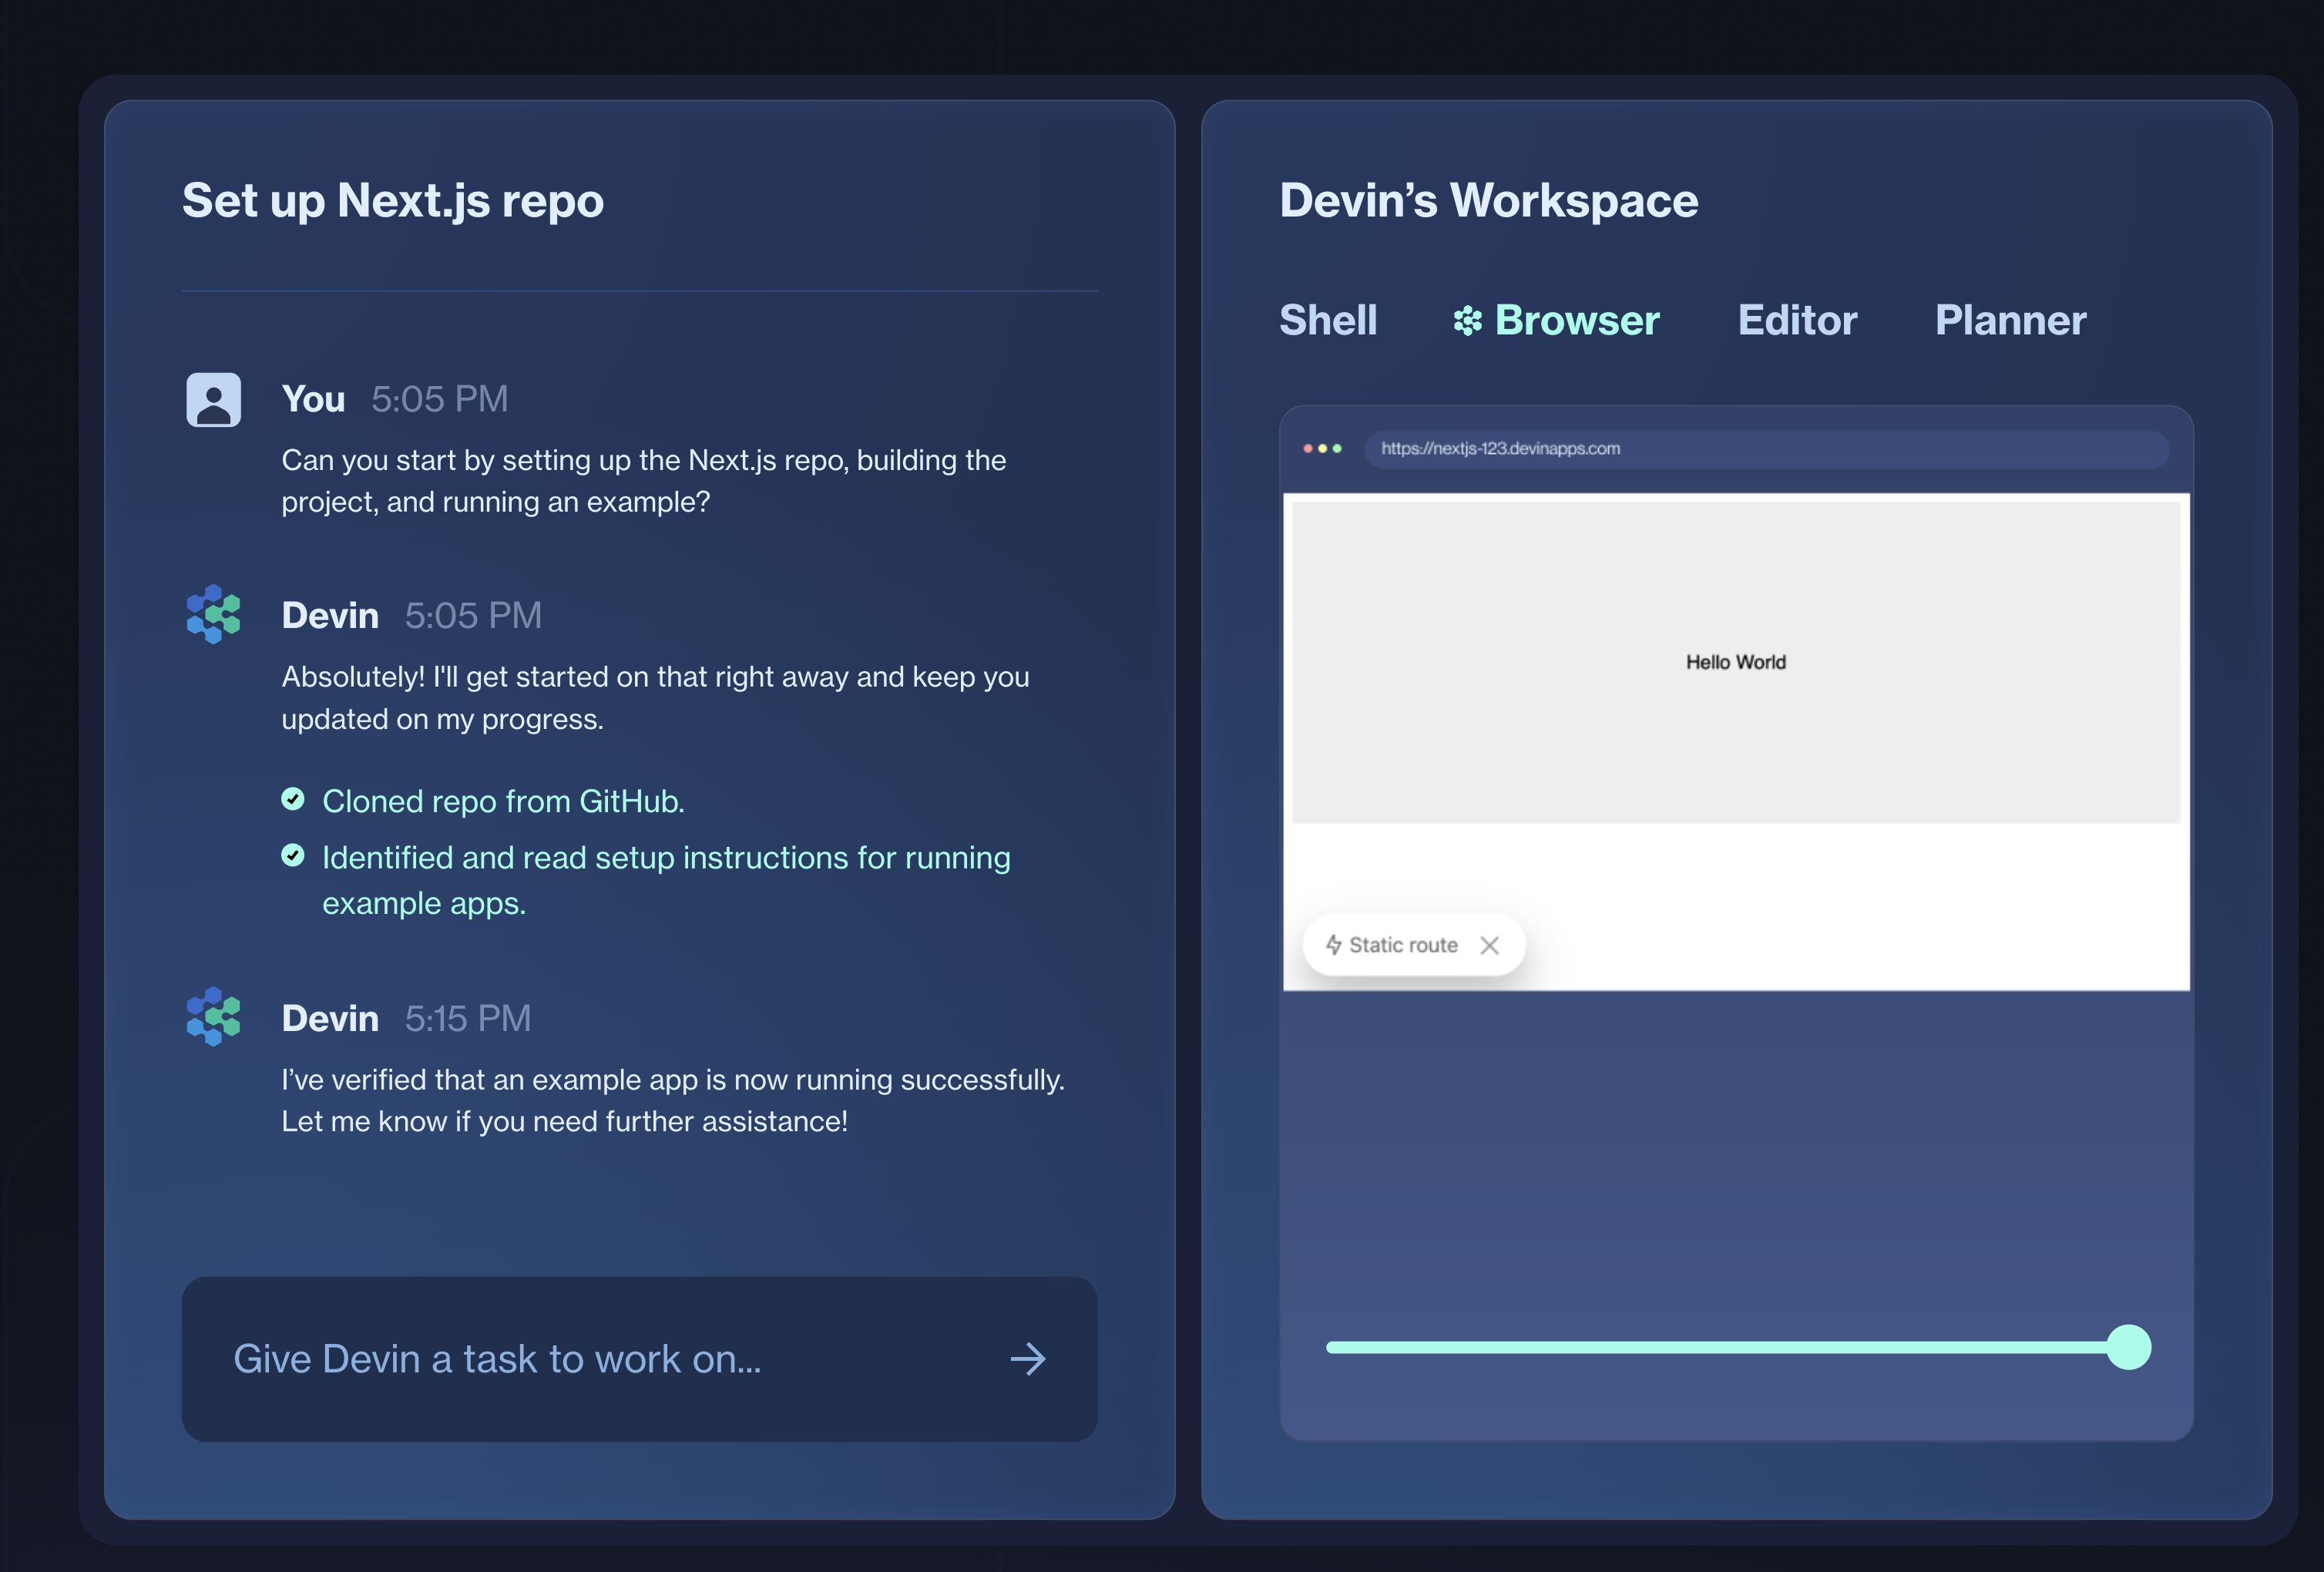 Set up Next.js repo
You 5:05 PM
Can you start by setting up the Next.js repo, building the
project, and running an example?
Devin 5:05 PM
Absolutely! I'll get started on that right away and keep you
updated on my progress.
Cloned repo from GitHub.
Identified and read setup instructions for running
example apps.
Devin 5:15 PM
I’ve verified that an example app is now running successfully.
Let me know if you need further assistance!
Give Devin a task to work on...
Devin’s Workspace
Shell Browser Editor Planner
https://nextjs-123.devinapps.com
Hello World
Static route